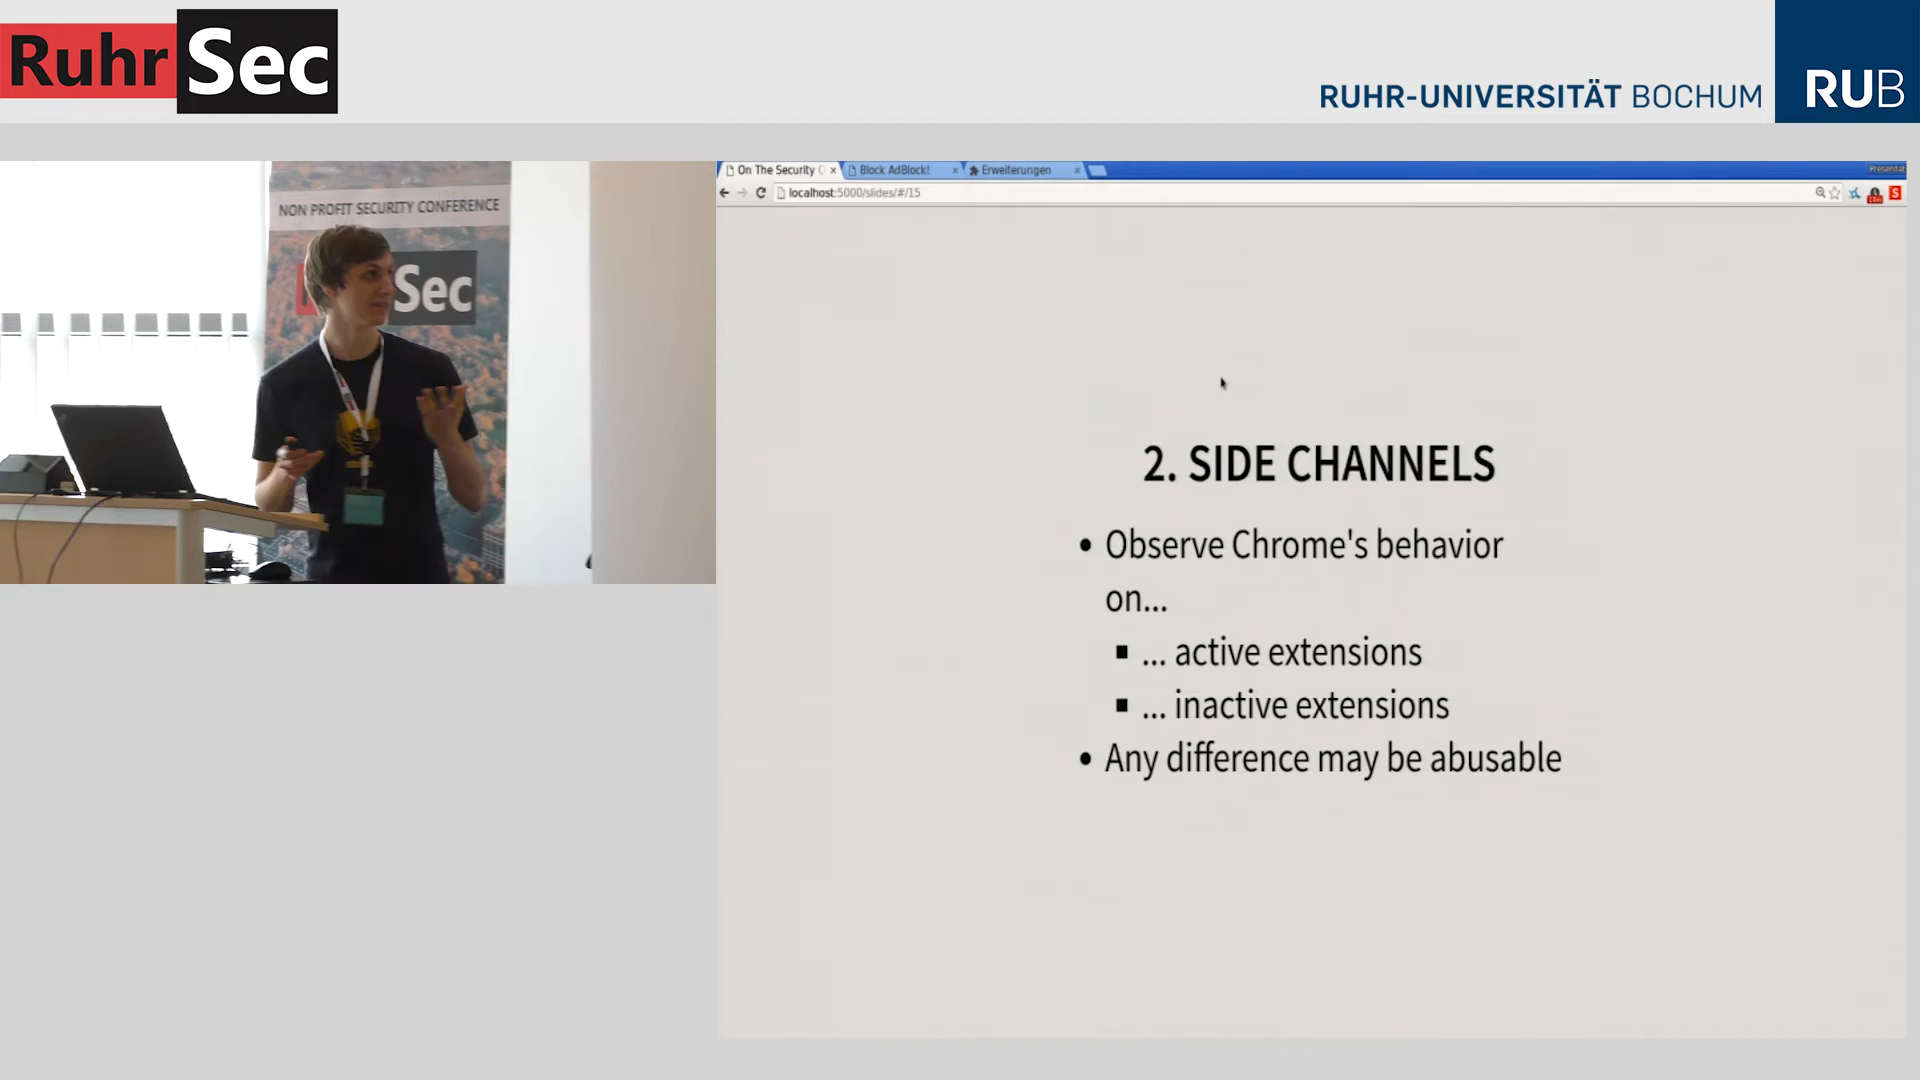 Ruhr Sec
RUHR-UNIVERSITÄT BOCHUM
RUB
NON PROFIT SECURITY CONFERENCE
Sec
On The Security
Block AdBlock!
Erweiterungen
localhost:5000/slides/#/15
S
2. SIDE CHANNELS
• Observe Chrome's behavior
on...
▪ ... active extensions
▪ ... inactive extensions
• Any difference may be abusable